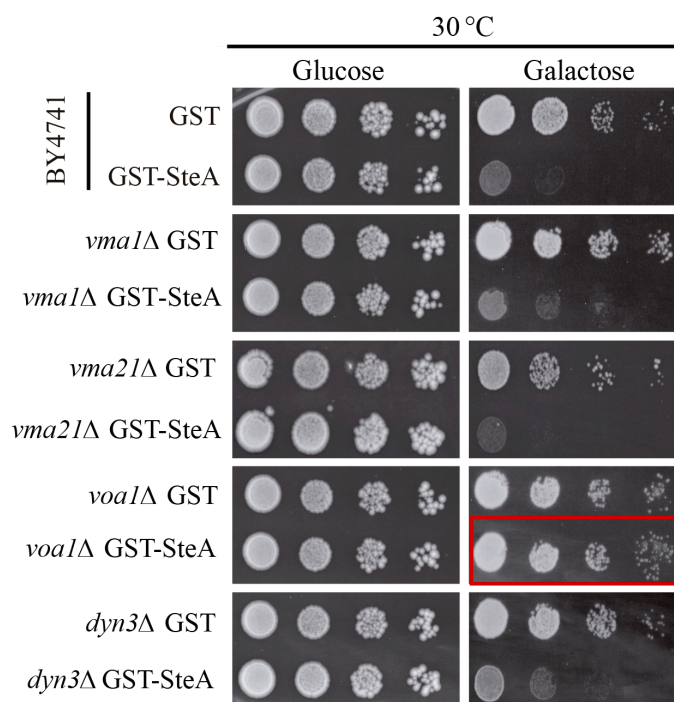 30 °C
Glucose Galactose
BY4741
GST
GST-SteA
vma1Δ GST
vma1Δ GST-SteA
vma21Δ GST
vma21Δ GST-SteA
voa1Δ GST
voa1Δ GST-SteA
dyn3Δ GST
dyn3Δ GST-SteA